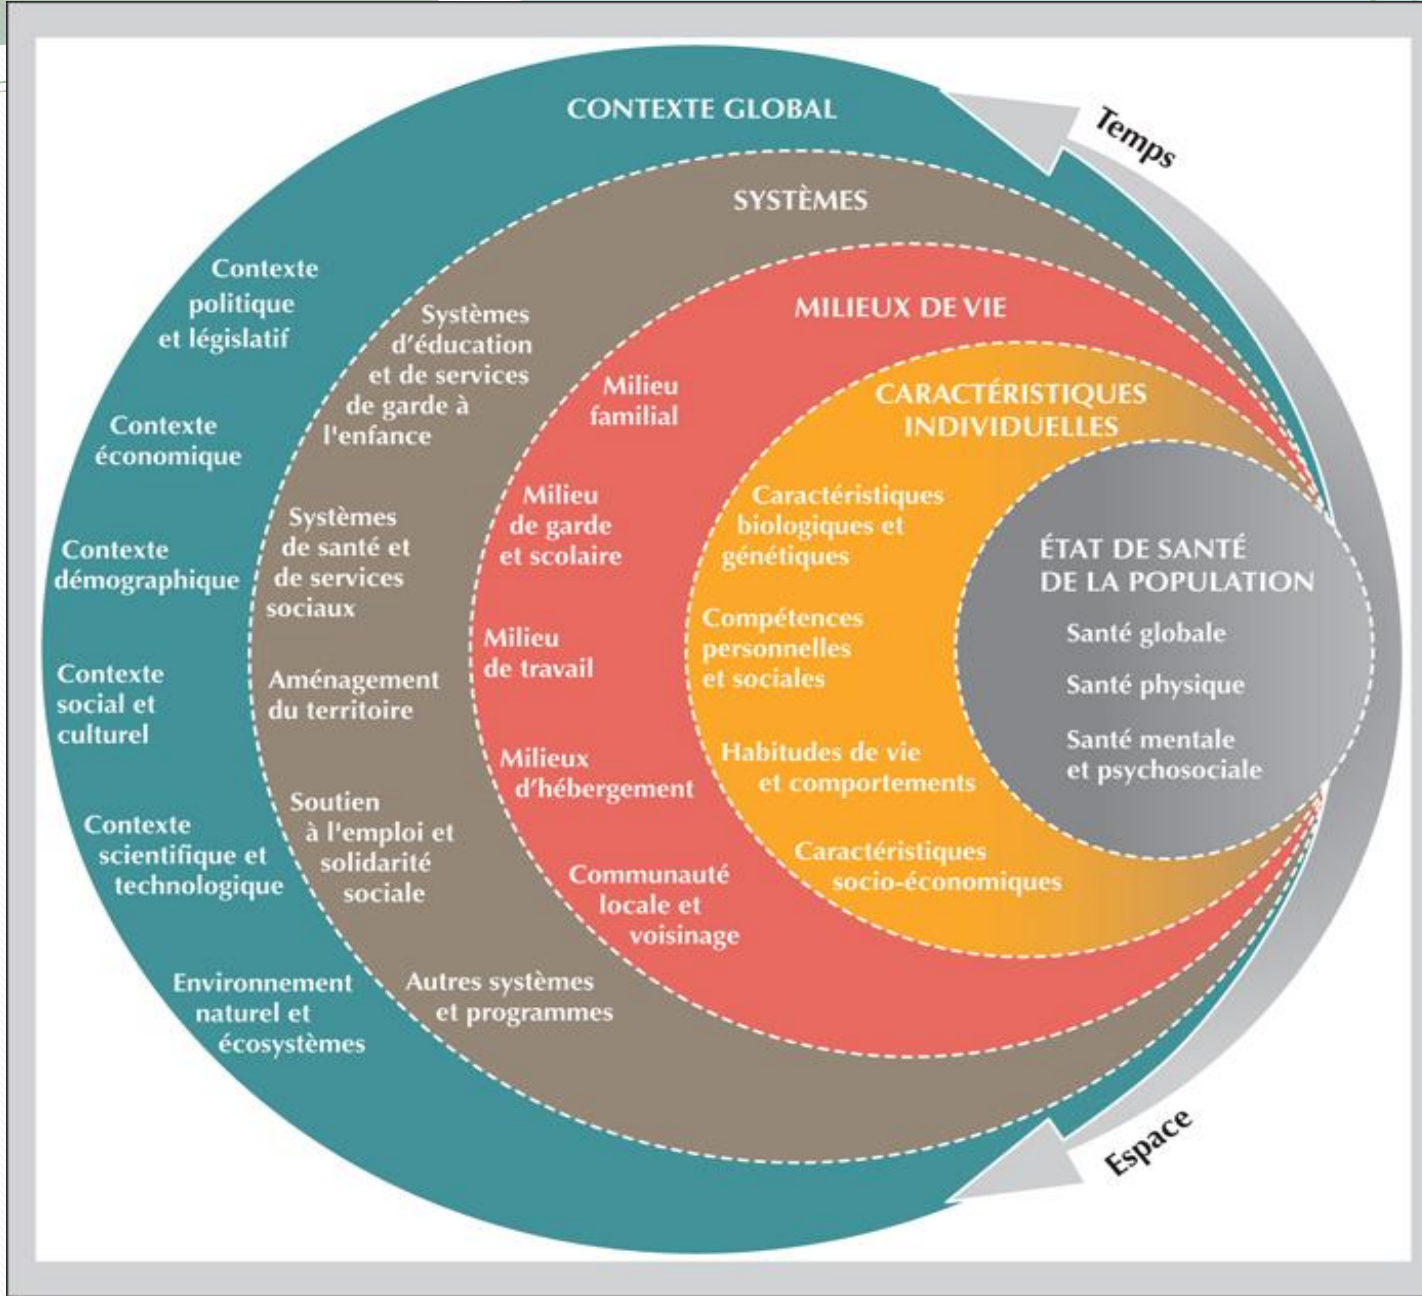 CONTEXTE GLOBAL
Contexte
politique
et législatif
Contexte
économique
Contexte
démographique
Contexte
social et
culturel
Contexte
scientifique et
technologique
Environnement
naturel et
écosystèmes
SYSTÈMES
Systèmes
d'éducation
et de services
de garde à
l'enfance
Systèmes
de santé et
de services
sociaux
Aménagement
du territoire
Soutien
à l'emploi et
solidarité
sociale
Autres systèmes
et programmes
MILIEUX DE VIE
Milieu
familial
Milieu
de garde
et scolaire
Milieu
de travail
Milieux
d'hébergement
Communauté
locale et
voisinage
CARACTÉRISTIQUES
INDIVIDUELLES
Caractéristiques
biologiques et
génétiques
Compétences
personnelles
et sociales
Habitudes de vie
et comportements
Caractéristiques
socio-économiques
ÉTAT DE SANTÉ
DE LA POPULATION
Santé globale
Santé physique
Santé mentale
et psychosociale
Temps
Espace